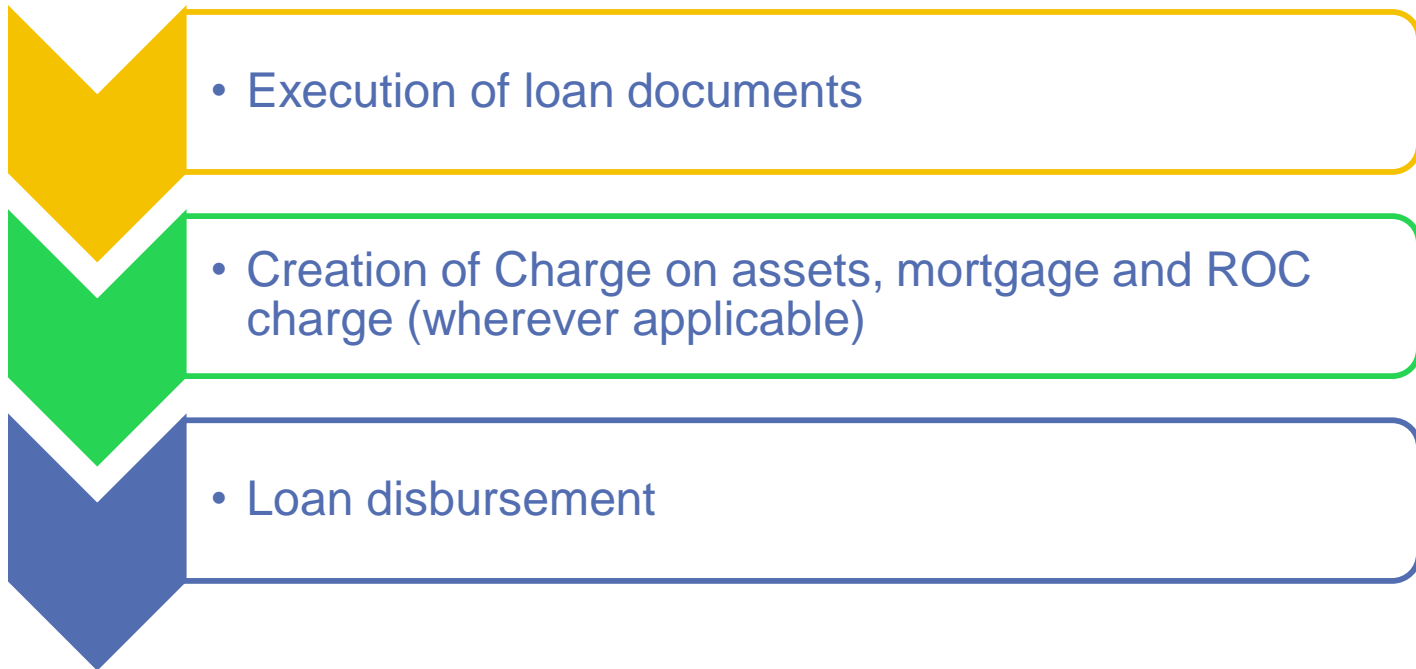 • Execution of loan documents
• Creation of Charge on assets, mortgage and ROC
charge (wherever applicable)
• Loan disbursement